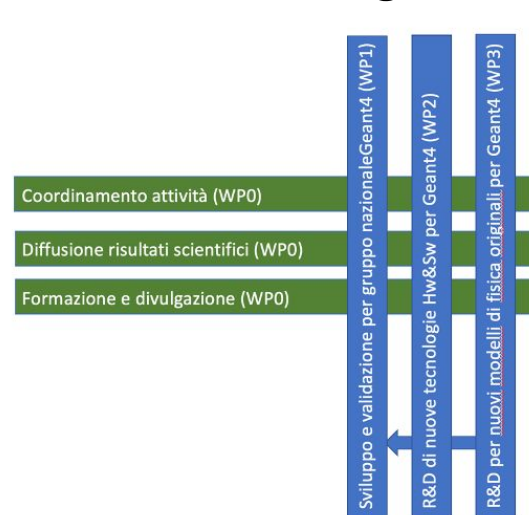 Coordinamento attività (WP0)
Diffusione risultati scientifici (WP0)
Formazione e divulgazione (WP0)
Sviluppo e validazione per gruppo nazionaleGeant4 (WP1)
R&D di nuove tecnologie Hw&Sw per Geant4 (WP2)
R&D per nuovi modelli di fisica originali per Geant4 (WP3)